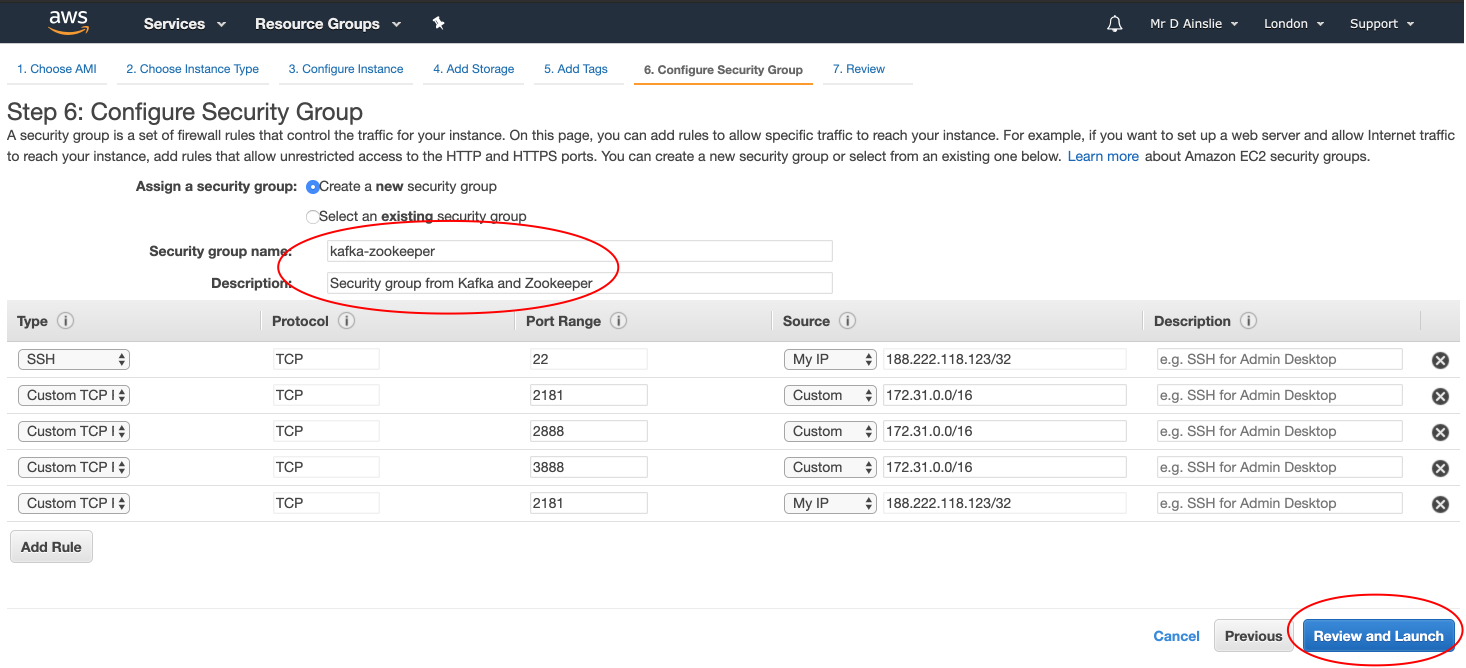 aws Services Resource Groups Mr D Ainslie London Support
1. Choose AMI 2. Choose Instance Type 3. Configure Instance 4. Add Storage 5. Add Tags 6. Configure Security Group 7. Review
Step 6: Configure Security Group
A security group is a set of firewall rules that control the traffic for your instance. On this page, you can add rules to allow specific traffic to reach your instance. For example, if you want to set up a web server and allow Internet traffic
to reach your instance, add rules that allow unrestricted access to the HTTP and HTTPS ports. You can create a new security group or select from an existing one below. Learn more about Amazon EC2 security groups.
Assign a security group: Create a new security group
Select an existing security group
Security group name: kafka-zookeeper
Description: Security group from Kafka and Zookeeper
Type i Protocol i Port Range i Source i Description i
SSH TCP 22 My IP 188.222.118.123/32 e.g. SSH for Admin Desktop
Custom TCP I TCP 2181 Custom 172.31.0.0/16 e.g. SSH for Admin Desktop
Custom TCP I TCP 2888 Custom 172.31.0.0/16 e.g. SSH for Admin Desktop
Custom TCP I TCP 3888 Custom 172.31.0.0/16 e.g. SSH for Admin Desktop
Custom TCP I TCP 2181 My IP 188.222.118.123/32 e.g. SSH for Admin Desktop
Add Rule
Cancel Previous Review and Launch